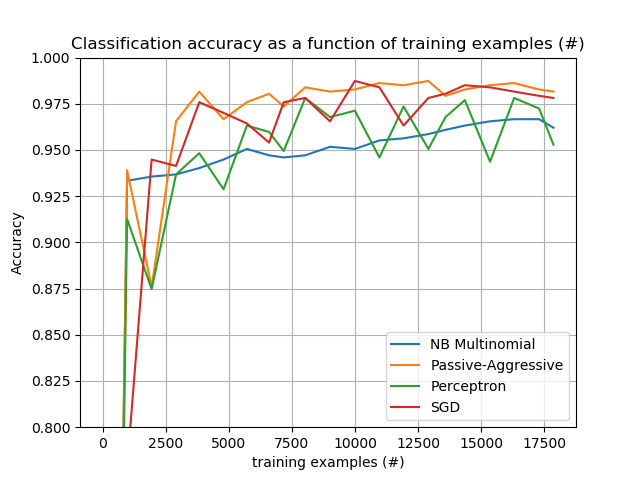 Classification accuracy as a function of training examples (#)
1.000
0.975
0.950
0.925
0.900
0.875
0.850
0.825
0.800
Accuracy
NB Multinomial
Passive-Aggressive
Perceptron
SGD
0 2500 5000 7500 10000 12500 15000 17500
training examples (#)